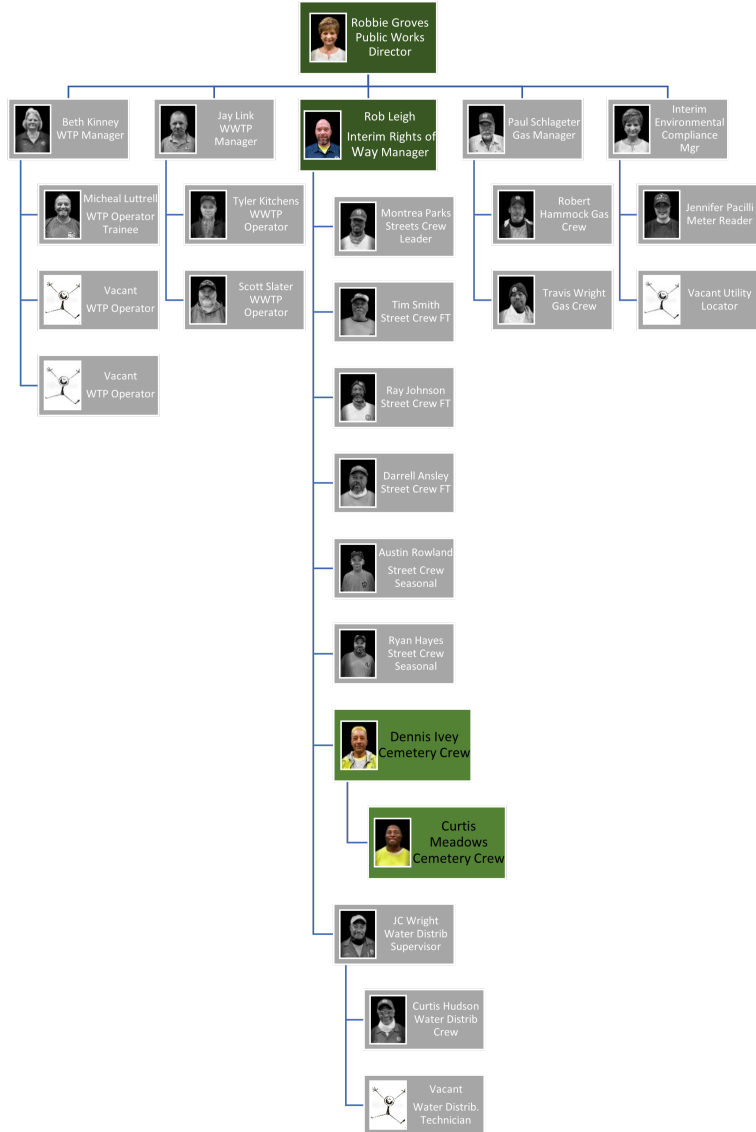 Robbie Groves
Public Works
Director
Beth Kinney
WTP Manager
Jay Link
WWTP
Manager
Rob Leigh
Interim Rights of
Way Manager
Paul Schlageter
Gas Manager
Interim
Environmental
Compliance
Mgr
Micheal Luttrell
WTP Operator
Trainee
Vacant
WTP Operator
Vacant
WTP Operator
Tyler Kitchens
WWTP
Operator
Scott Slater
WWTP
Operator
Montrea Parks
Streets Crew
Leader
Tim Smith
Street Crew FT
Ray Johnson
Street Crew FT
Darrell Ansley
Street Crew FT
Austin Rowland
Street Crew
Seasonal
Ryan Hayes
Street Crew
Seasonal
Dennis Ivey
Cemetery Crew
Curtis
Meadows
Cemetery Crew
JC Wright
Water Distrib
Supervisor
Curtis Hudson
Water Distrib
Crew
Vacant
Water Distrib.
Technician
Robert
Hammock Gas
Crew
Travis Wright
Gas Crew
Jennifer Pacilli
Meter Reader
Vacant Utility
Locator